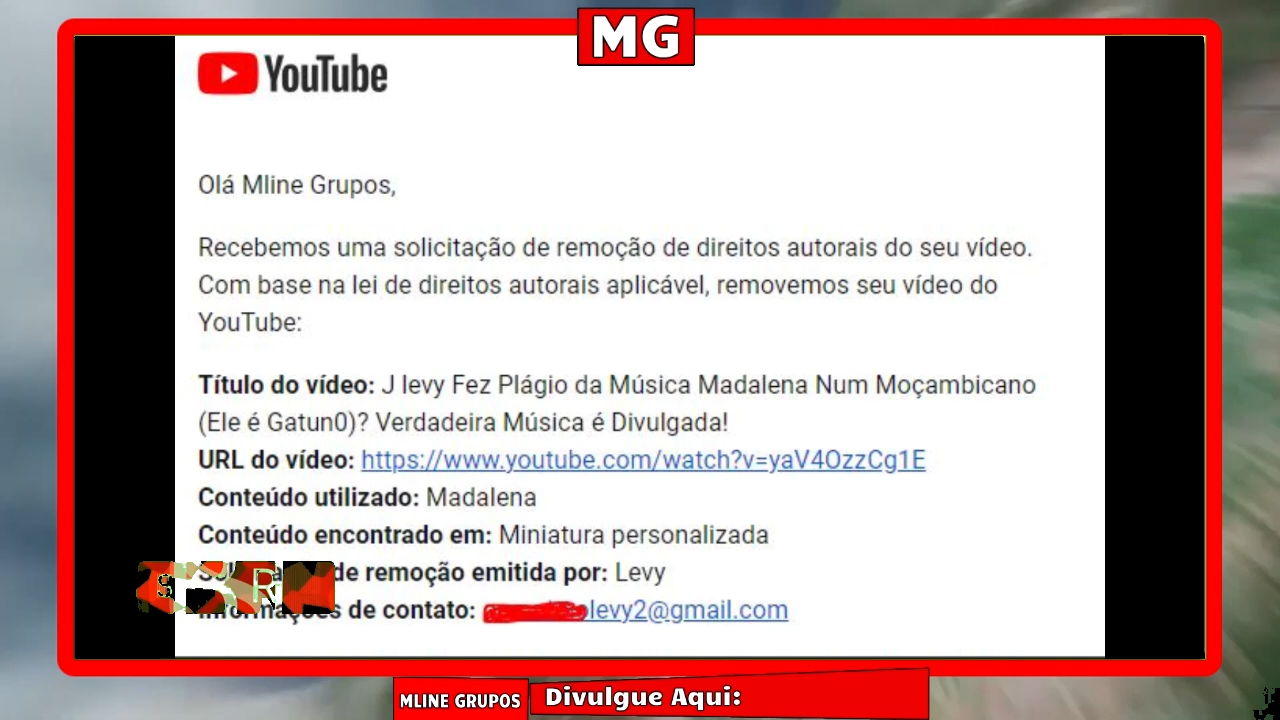 MG
YouTube
Olá Mline Grupos,
Recebemos uma solicitação de remoção de direitos autorais do seu vídeo.
Com base na lei de direitos autorais aplicável, removemos seu vídeo do
YouTube:
Título do vídeo: J levy Fez Plágio da Música Madalena Num Moçambicano
(Ele é Gatun0)? Verdadeira Música é Divulgada!
URL do vídeo: https://www.youtube.com/watch?v=yaV4OzzCg1E
Conteúdo utilizado: Madalena
Conteúdo encontrado em: Miniatura personalizada
de remoção emitida por: Levy
de contato: levy2@gmail.com
MLINE GRUPOS
Divulgue Aqui: